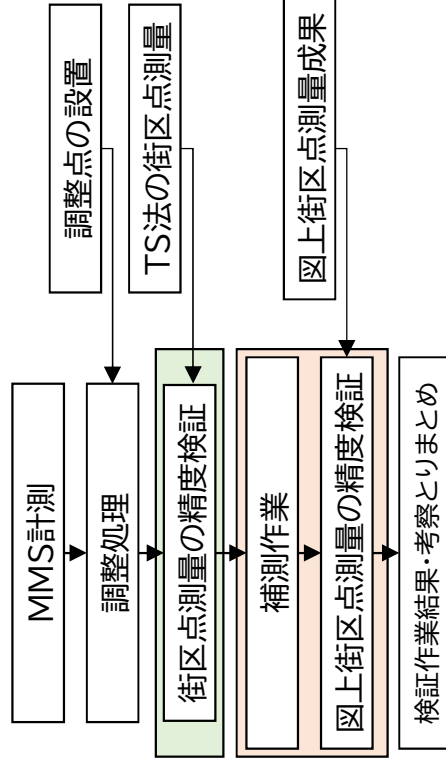 MMS計測
調整処理
調整点の設置
街区点測量の精度検証
TS法の街区点測量
補測作業
図上街区点測量の精度検証
図上街区点測量成果
検証作業結果・考察とりまとめ